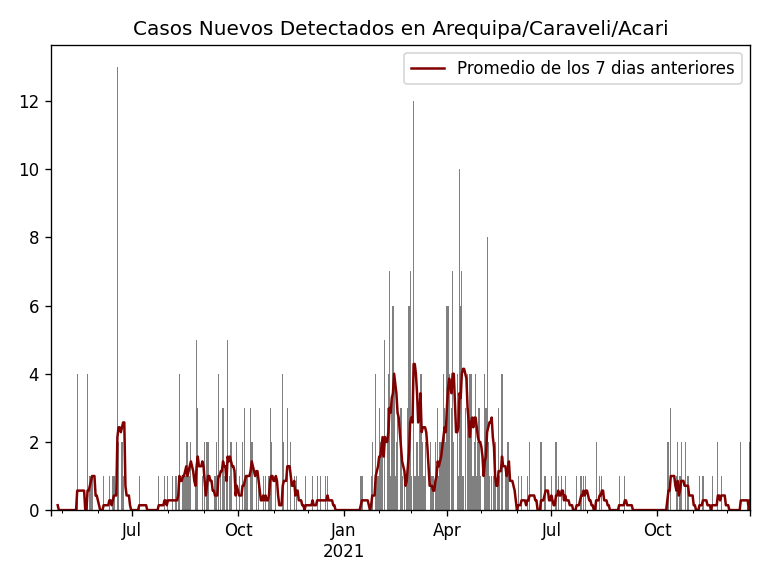 Casos Nuevos Detectados en Arequipa/Caraveli/Acari
Promedio de los 7 dias anteriores
12
10
8
6
4
2
0
Jul
Oct
Jan
2021
Apr
Jul
Oct